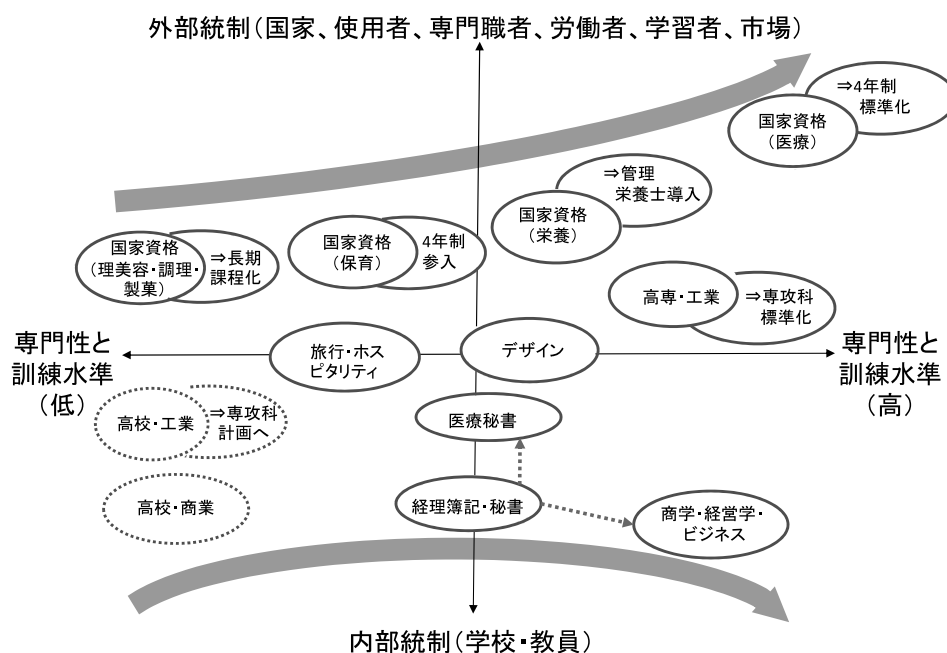 外部統制(国家、使用者、専門職者、労働者、学習者、市場)
⇒4年制
標準化
国家資格
(医療)
⇒管理
栄養士導入
国家資格
(栄養)
国家資格
(理美容・調理・
製菓)
⇒長期
課程化
国家資格
(保育)
4年制
参入
高専・工業
⇒専攻科
標準化
専門性と
訓練水準
(低)
旅行・ホス
ピタリティ
デザイン
専門性と
訓練水準
(高)
高校・工業
⇒専攻科
計画へ
医療秘書
高校・商業
経理簿記・秘書
商学・経営学・
ビジネス
内部統制(学校・教員)